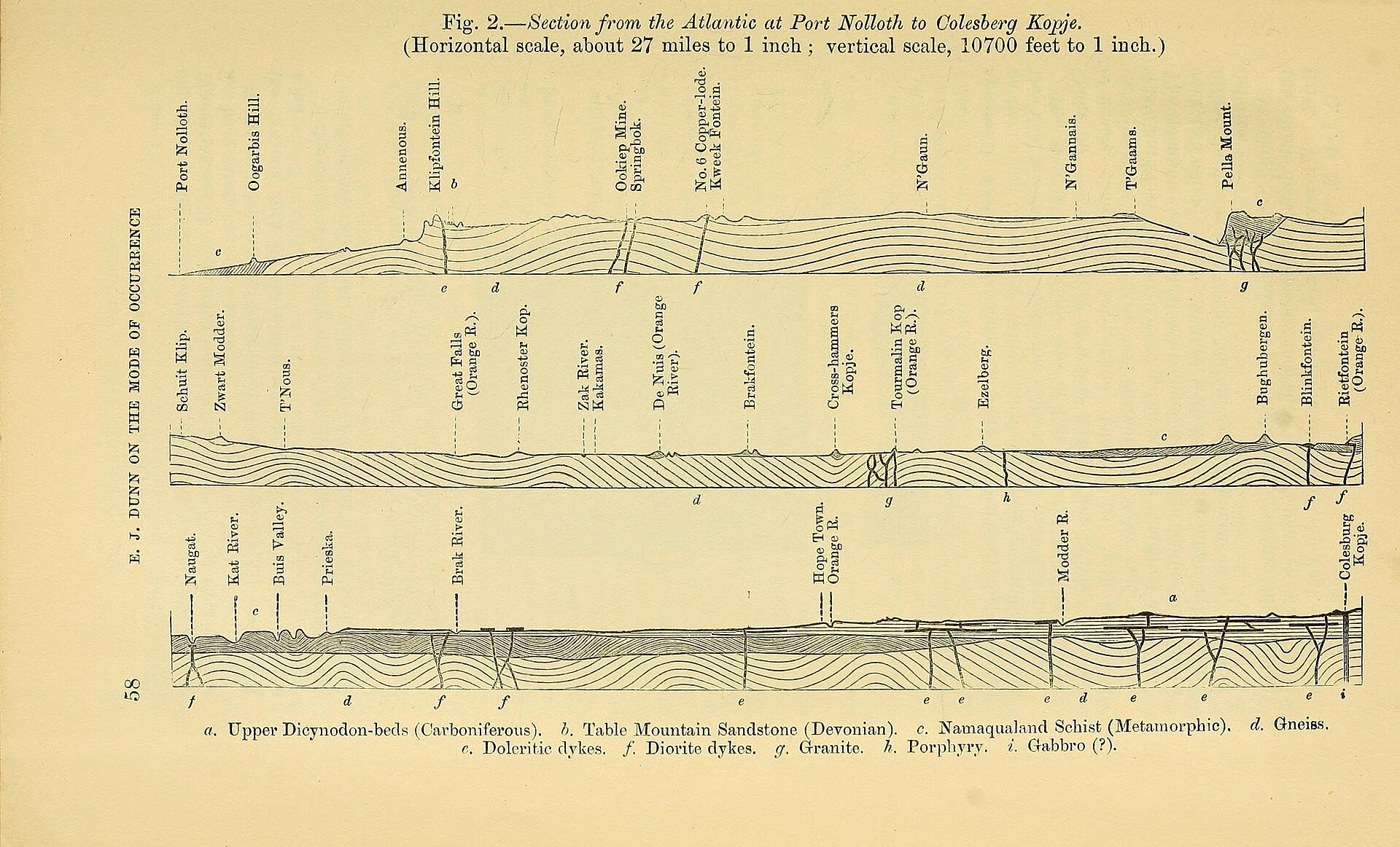 Fig. 2.—Section from the Atlantic at Port Nolloth to Colesberg Kopje.
(Horizontal scale, about 27 miles to 1 inch ; vertical scale, 10700 feet to 1 inch.)
E. J. DUNN ON THE MODE OF OCCURRENCE
58
Port Nolloth.
Oogarbis Hill.
Annenous.
Klipfontein Hill.
b
Ookiep Mine.
Springbok.
No. 6 Copper-lode.
Kweek Fontein.
N'Gaun.
N'Gannais.
T'Gaams.
Pella Mount.
c
c
e d f f d g
Schuit Klip.
Zwart Modder.
T'Nous.
Great Falls
(Orange R.).
Rhenoster Kop.
Zak River.
Kakamas.
De Nuis (Orange
River).
Brakfontein.
Cross-hammers
Kopje.
Tourmalin Kop
(Orange R.).
Ezelberg.
Bughubergen.
Blinkfontein.
Rietfontein
(Orange R.).
c
d g h f f
Naugat.
Kat River.
Buis Valley.
Prieska.
Brak River.
Hope Town.
Orange R.
Modder R.
Colesburg
Kopje.
c
a
f d f f e e e e d e e e i
a. Upper Dicynodon-beds (Carboniferous). b. Table Mountain Sandstone (Devonian). c. Namaqualand Schist (Metamorphic). d. Gneiss.
e. Doleritic dykes. f. Diorite dykes. g. Granite. h. Porphyry. i. Gabbro (?).